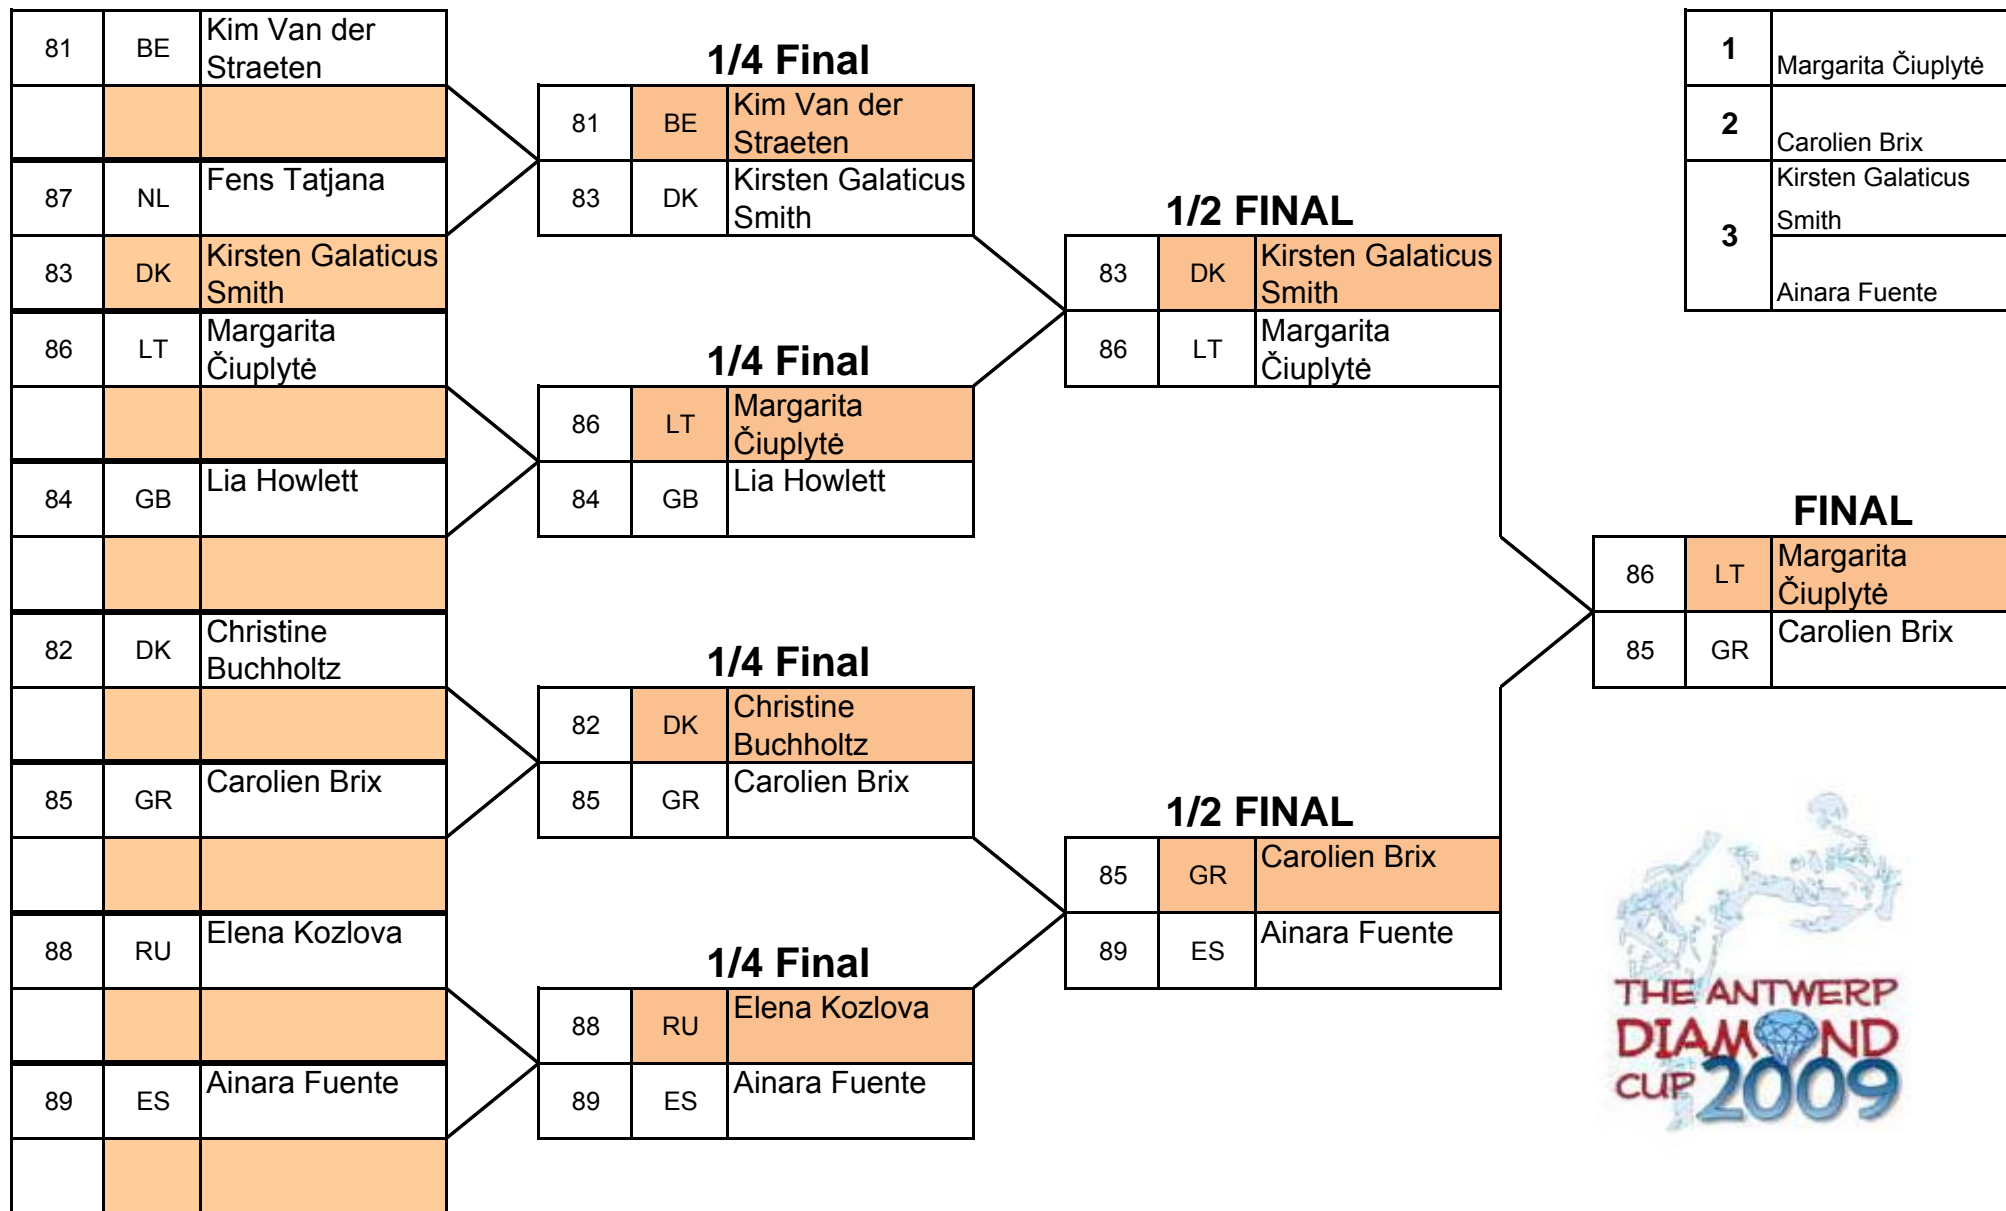 81 BE Kim Van der
Straeten
87 NL Fens Tatjana
83 DK Kirsten Galaticus
Smith
86 LT Margarita
Čiuplytė
84 GB Lia Howlett
82 DK Christine
Buchholtz
85 GR Carolien Brix
88 RU Elena Kozlova
89 ES Ainara Fuente
1/4 Final
81 BE Kim Van der
Straeten
83 DK Kirsten Galaticus
Smith
1/4 Final
86 LT Margarita
Čiuplytė
84 GB Lia Howlett
1/4 Final
82 DK Christine
Buchholtz
85 GR Carolien Brix
1/4 Final
88 RU Elena Kozlova
89 ES Ainara Fuente
1/2 FINAL
83 DK Kirsten Galaticus
Smith
86 LT Margarita
Čiuplytė
1/2 FINAL
85 GR Carolien Brix
89 ES Ainara Fuente
FINAL
86 LT Margarita
Čiuplytė
85 GR Carolien Brix
1 Margarita Čiuplytė
2 Carolien Brix
3 Kirsten Galaticus
Smith
Ainara Fuente
THE ANTWERP
DIAMOND
CUP 2009